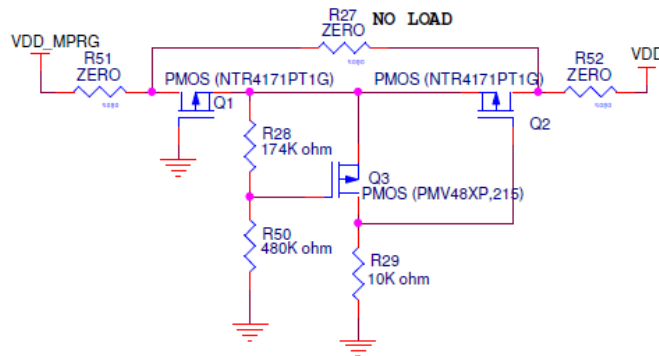 R27 NO LOAD
ZERO
VDD_MPRG
R51
ZERO
R52
ZERO
VDD
PMOS (NTR4171PT1G)
PMOS (NTR4171PT1G)
Q1
Q2
R28
174K ohm
Q3
PMOS (PMV48XP,215)
R50
480K ohm
R29
10K ohm